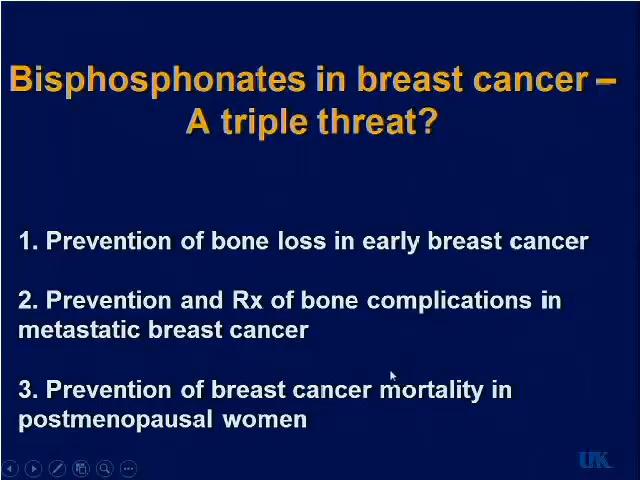 Bisphosphonates in breast cancer –
A triple threat?
1. Prevention of bone loss in early breast cancer
2. Prevention and Rx of bone complications in
metastatic breast cancer
3. Prevention of breast cancer mortality in
postmenopausal women
UK